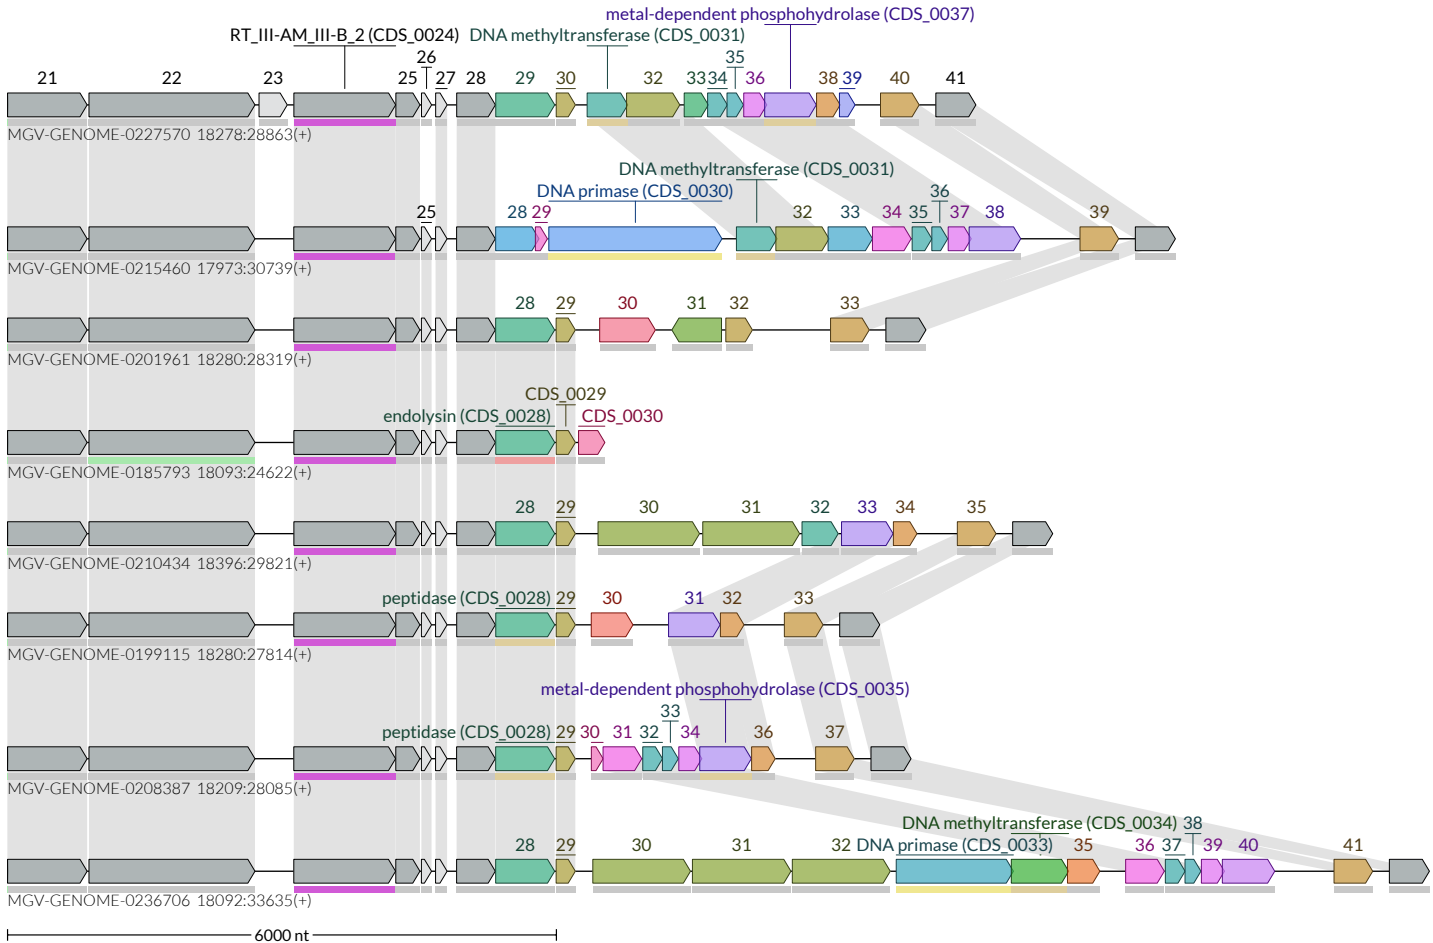 metal-dependent phosphohydrolase (CDS_0037)
RT_III-AM_III-B_2 (CDS_0024) DNA methyltransferase (CDS_0031)
26 35
21 22 23 25 27 28 29 30 32 33 34 36 38 39 40 41
MGV-GENOME-0227570 18278:28863(+)
DNA methyltransferase (CDS_0031)
DNA primase (CDS_0030) 36
25 28 29 32 33 34 35 37 38 39
MGV-GENOME-0215460 17973:30739(+)
28 29 30 31 32 33
MGV-GENOME-0201961 18280:28319(+)
CDS_0029
endolysin (CDS_0028) CDS_0030
MGV-GENOME-0185793 18093:24622(+)
28 29 30 31 32 33 34 35
MGV-GENOME-0210434 18396:29821(+)
peptidase (CDS_0028) 29 30 31 32 33
MGV-GENOME-0199115 18280:27814(+)
metal-dependent phosphohydrolase (CDS_0035)
33
peptidase (CDS_0028) 29 30 31 32 34 36 37
MGV-GENOME-0208387 18209:28085(+)
DNA methyltransferase (CDS_0034) 38
28 29 30 31 32 DNA primase (CDS_0033) 35 36 37 39 40 41
MGV-GENOME-0236706 18092:33635(+)
6000 nt